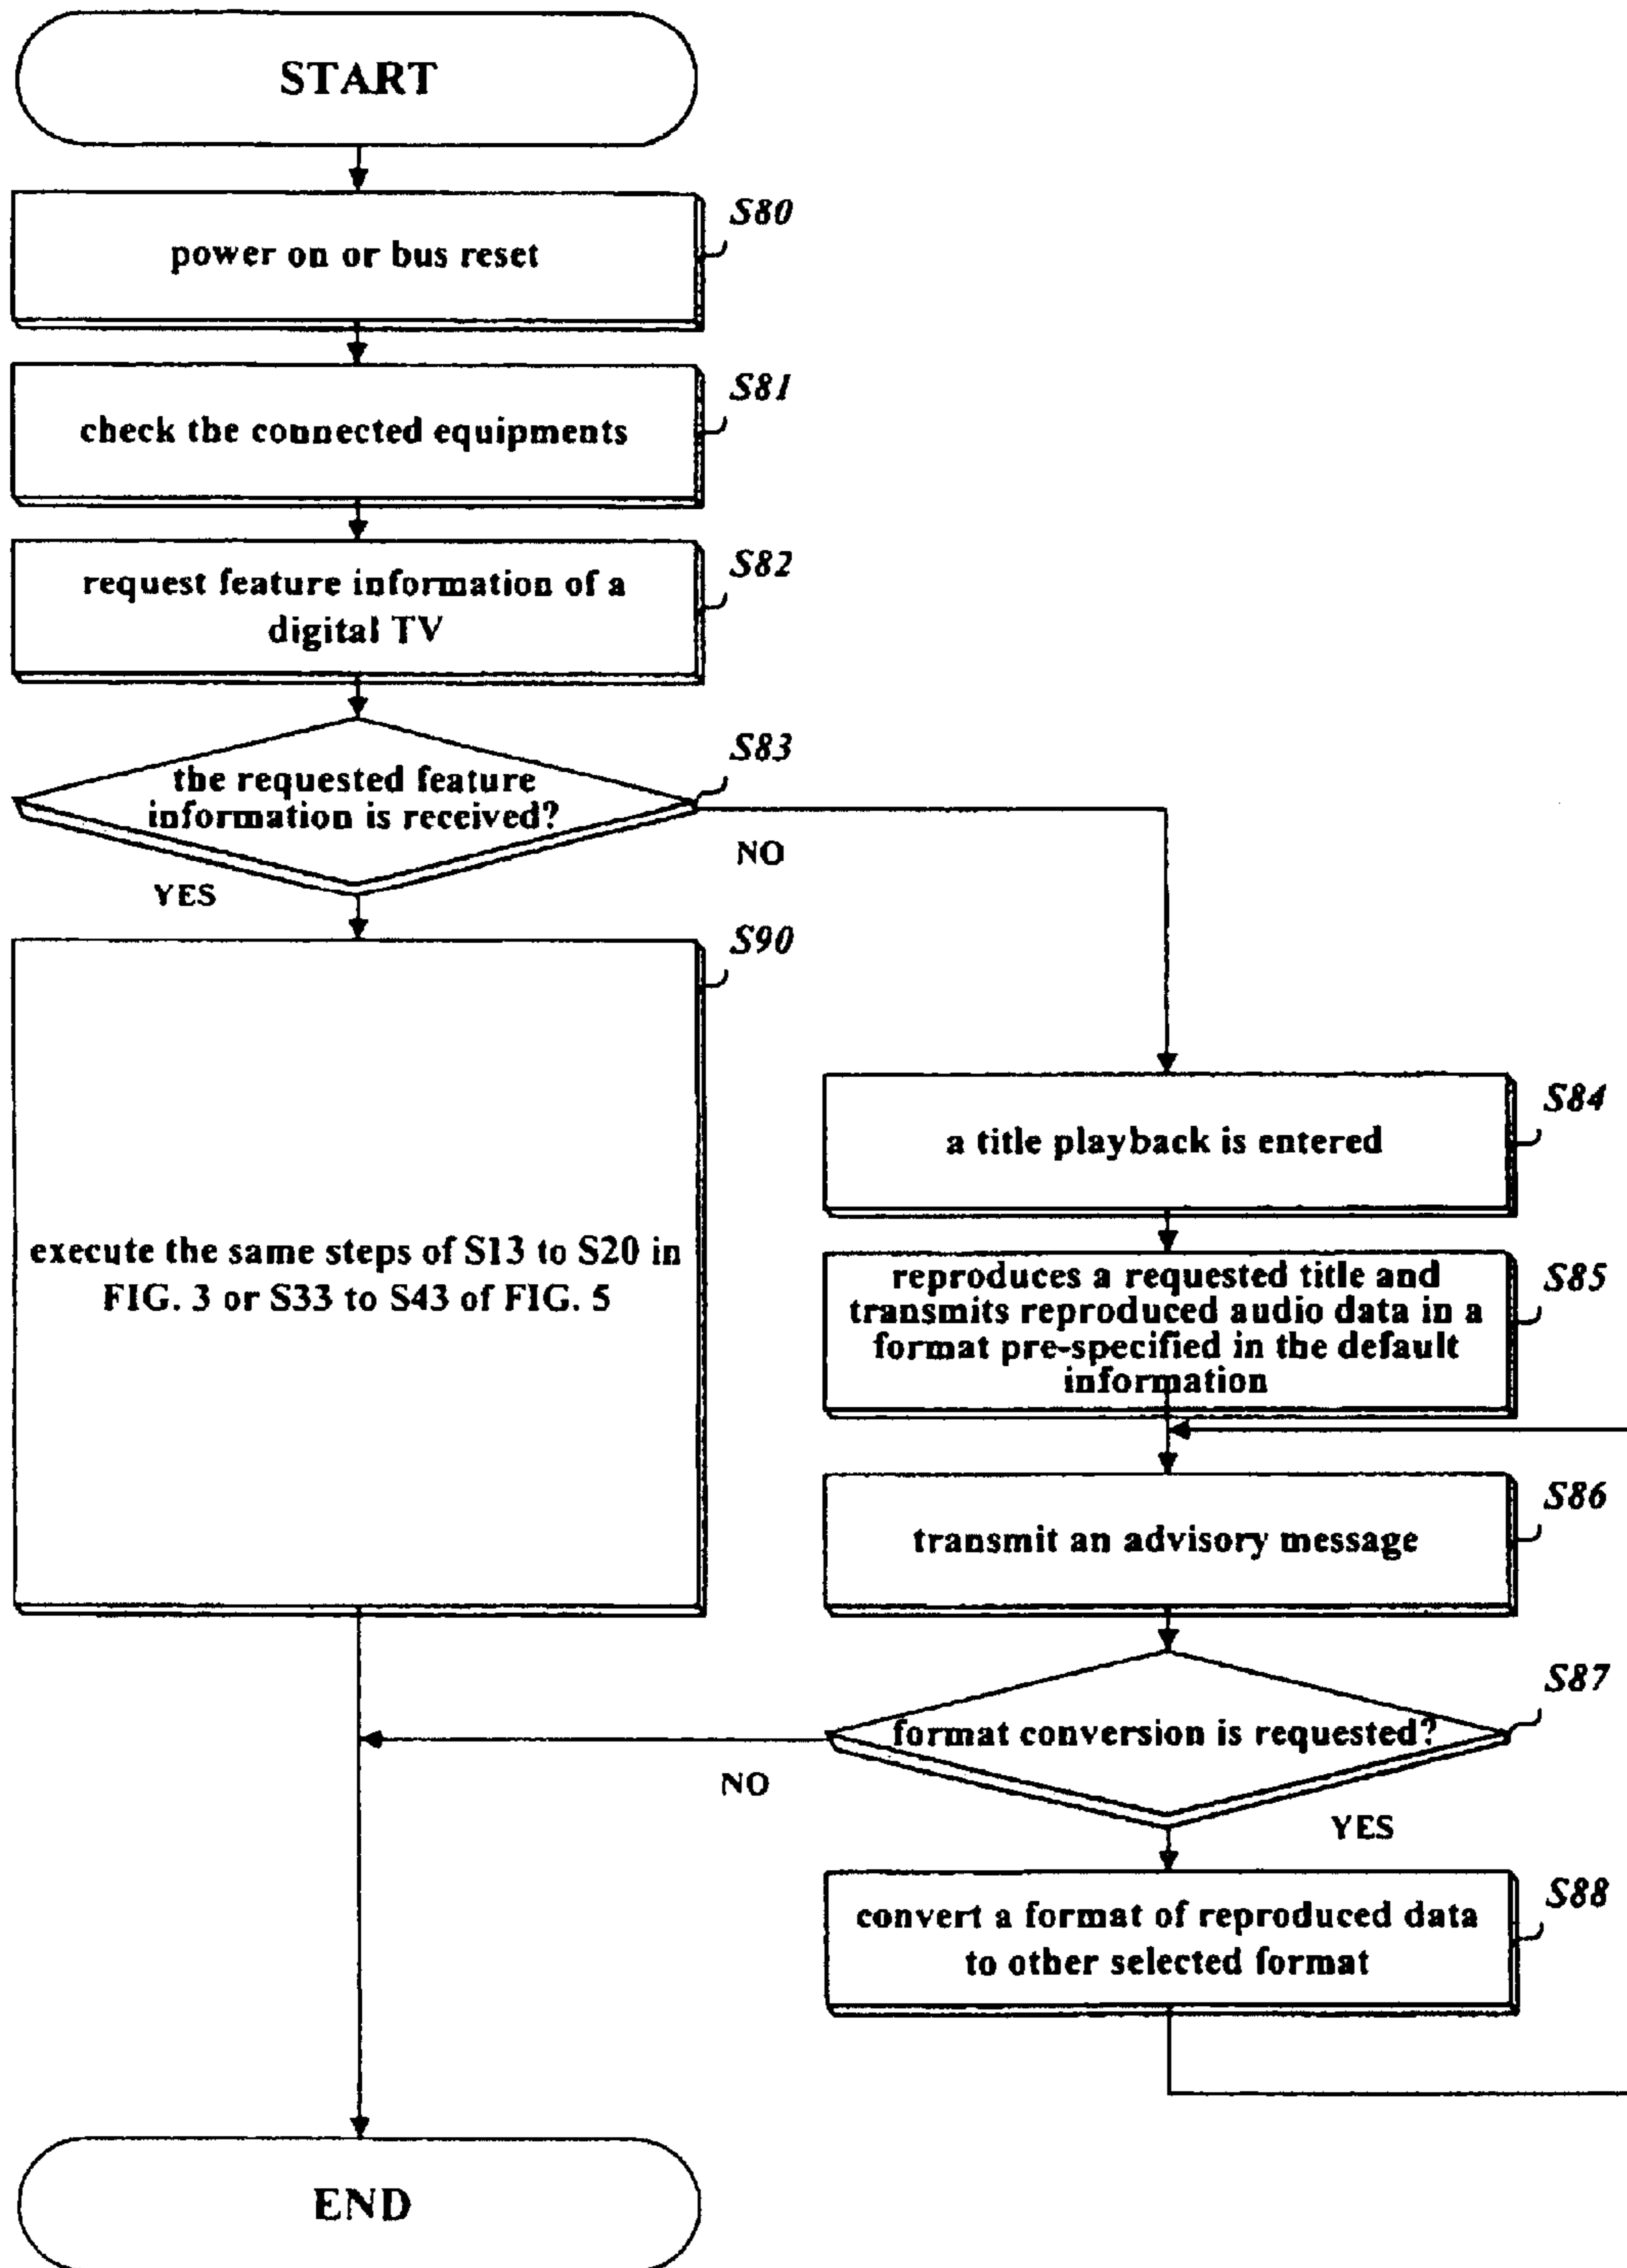 START
S80
power on or bus reset
S81
check the connected equipments
S82
request feature information of a
digital TV
S83
the requested feature
information is received?
NO
YES
S90
execute the same steps of S13 to S20 in
FIG. 3 or S33 to S43 of FIG. 5
S84
a title playback is entered
S85
reproduces a requested title and
transmits reproduced audio data in a
format pre-specified in the default
information
S86
transmit an advisory message
S87
format conversion is requested?
NO
YES
S88
convert a format of reproduced data
to other selected format
END